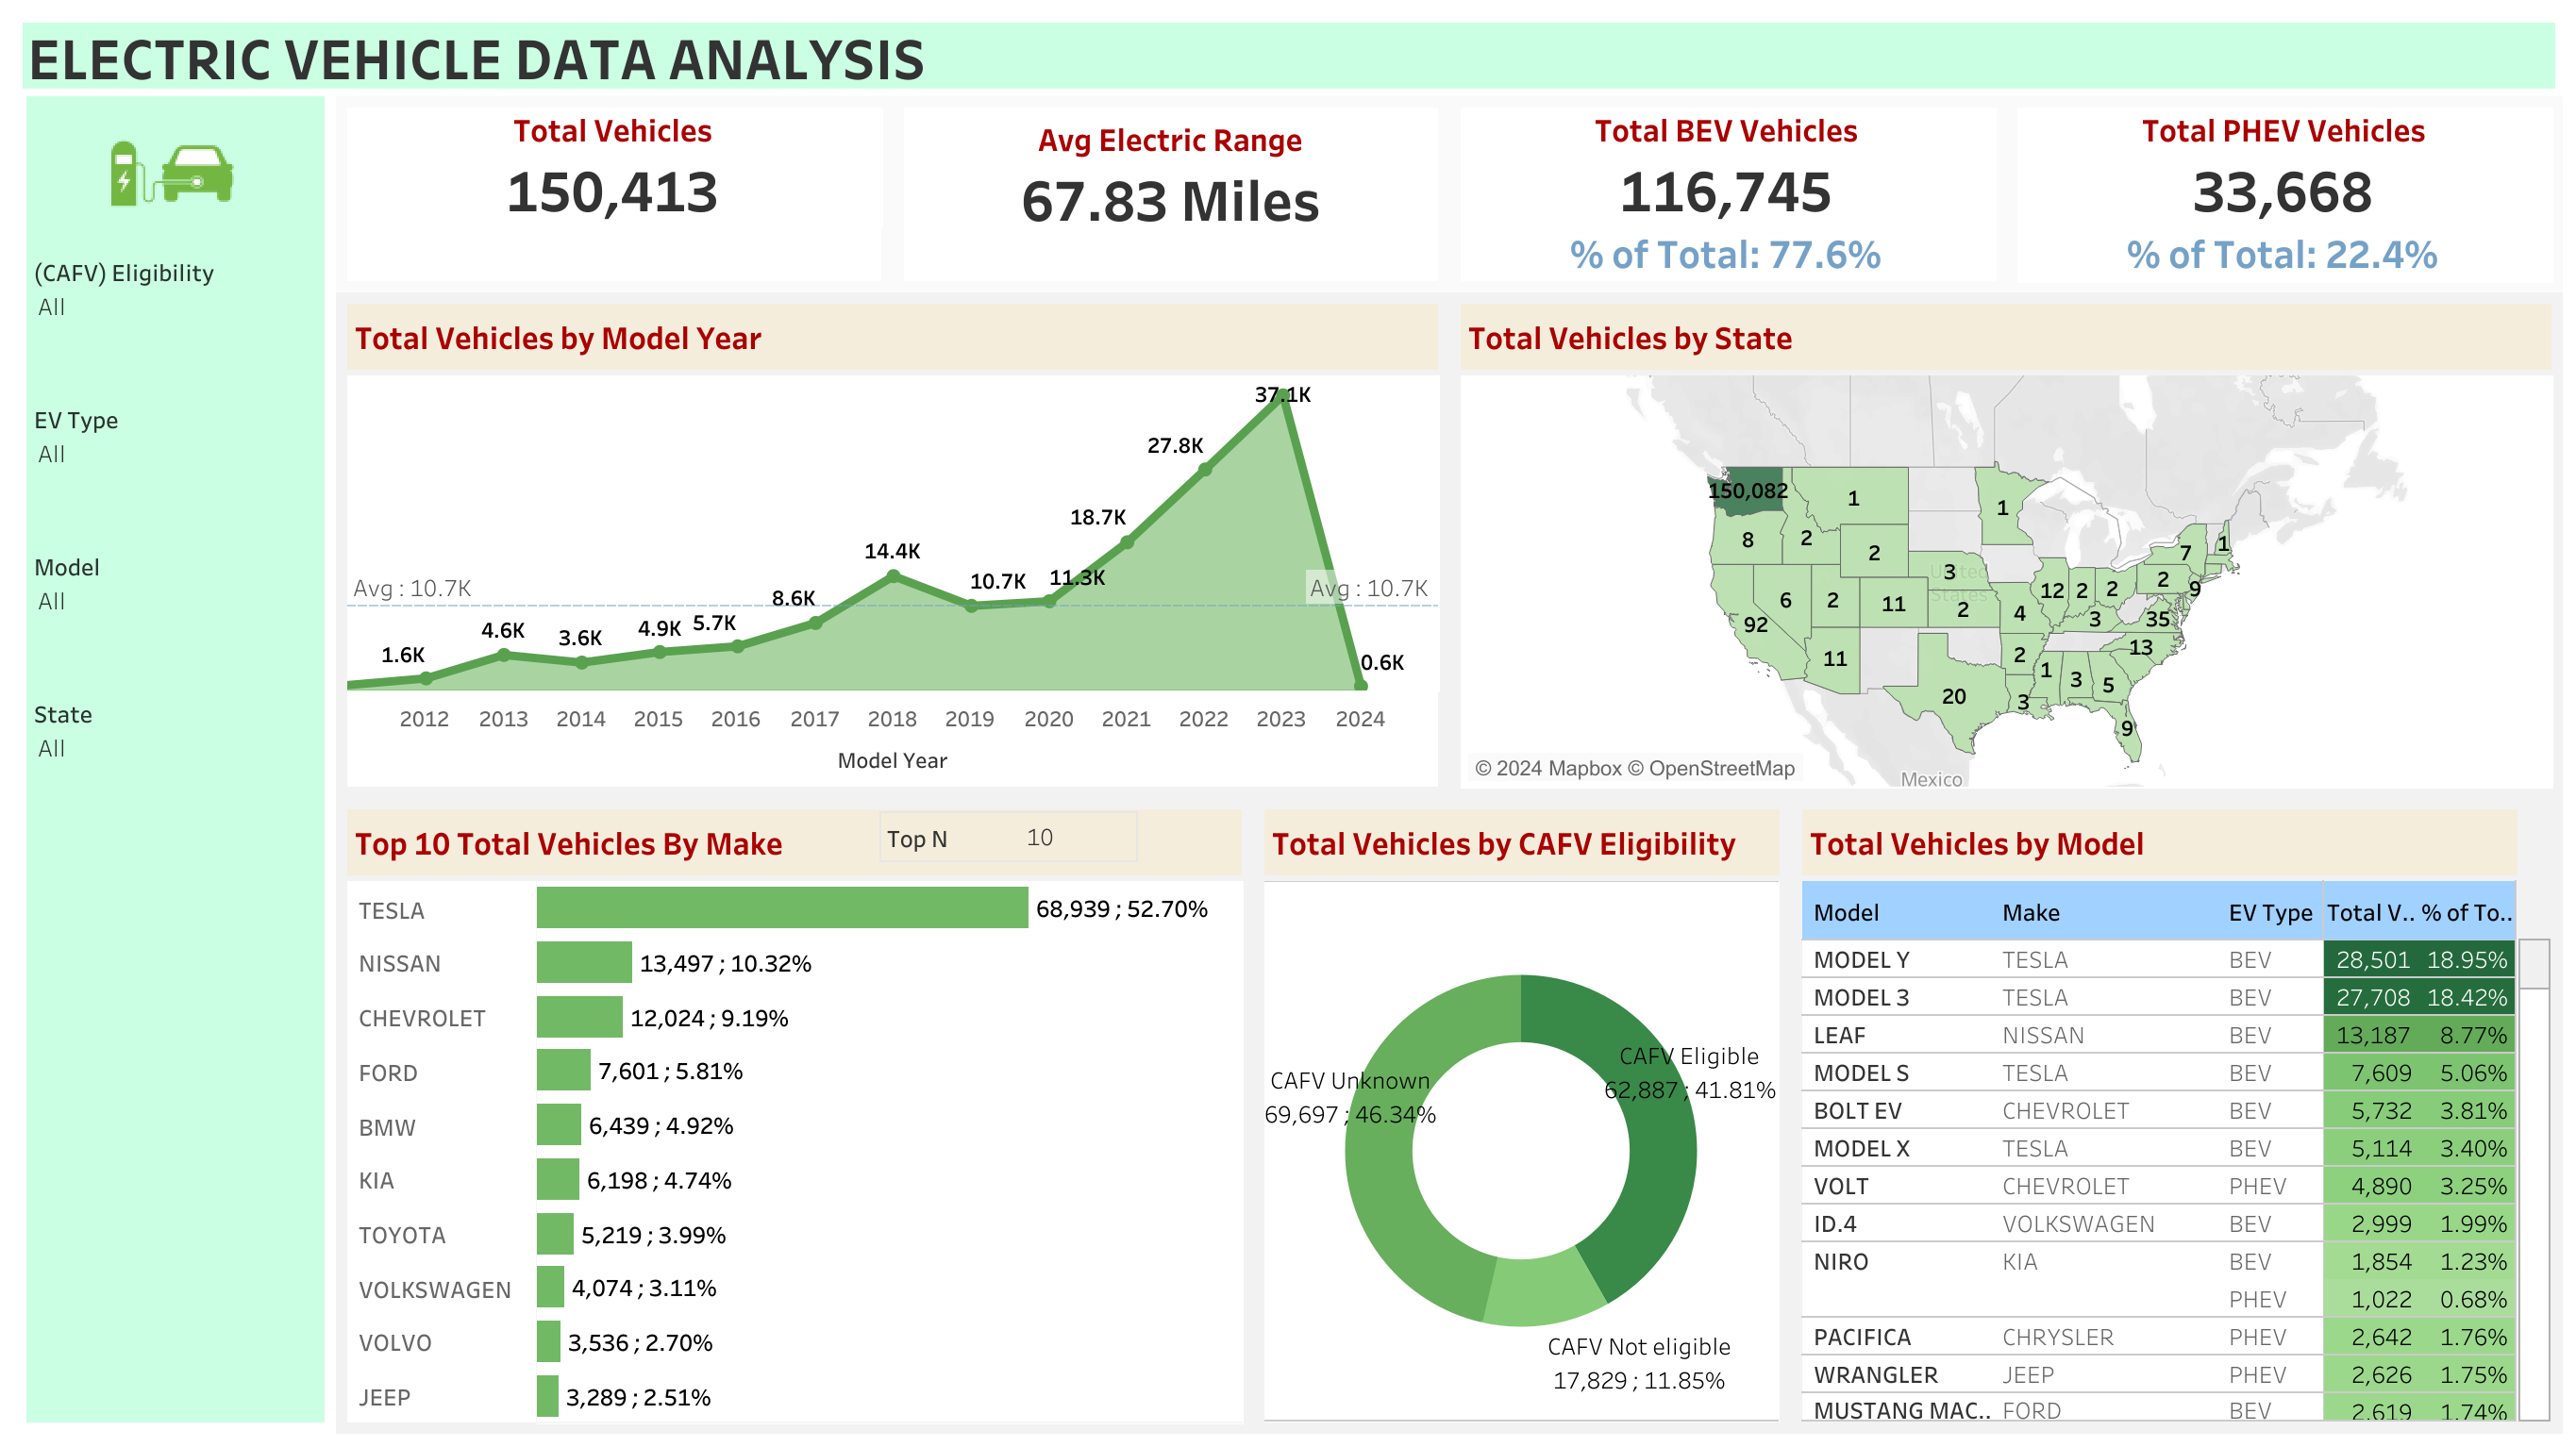 ELECTRIC VEHICLE DATA ANALYSIS
(CAFV) Eligibility
All
EV Type
All
Model
All
State
All
Total Vehicles
150,413
Avg Electric Range
67.83 Miles
Total BEV Vehicles
116,745
% of Total: 77.6%
Total PHEV Vehicles
33,668
% of Total: 22.4%
Total Vehicles by Model Year
37.1K
27.8K
18.7K
14.4K
10.7K 11.3K
Avg : 10.7K
Avg : 10.7K
8.6K
5.7K
4.9K
4.6K
3.6K
1.6K
0.6K
2012 2013 2014 2015 2016 2017 2018 2019 2020 2021 2022 2023 2024
Model Year
Total Vehicles by State
150,082 1 1
8 2 2 7 1
3 2 9
United States
6 2 11 2 4 12 2 2
92 3 35
11 2 1 3 5 13
20 3 9
Mexico
© 2024 Mapbox © OpenStreetMap
Top 10 Total Vehicles By Make
Top N 10
TESLA 68,939 ; 52.70%
NISSAN 13,497 ; 10.32%
CHEVROLET 12,024 ; 9.19%
FORD 7,601 ; 5.81%
BMW 6,439 ; 4.92%
KIA 6,198 ; 4.74%
TOYOTA 5,219 ; 3.99%
VOLKSWAGEN 4,074 ; 3.11%
VOLVO 3,536 ; 2.70%
JEEP 3,289 ; 2.51%
Total Vehicles by CAFV Eligibility
CAFV Eligible
62,887 ; 41.81%
CAFV Unknown
69,697 ; 46.34%
CAFV Not eligible
17,829 ; 11.85%
Total Vehicles by Model
Model Make EV Type Total V.. % of To..
MODEL Y TESLA BEV 28,501 18.95%
MODEL 3 TESLA BEV 27,708 18.42%
LEAF NISSAN BEV 13,187 8.77%
MODEL S TESLA BEV 7,609 5.06%
BOLT EV CHEVROLET BEV 5,732 3.81%
MODEL X TESLA BEV 5,114 3.40%
VOLT CHEVROLET PHEV 4,890 3.25%
ID.4 VOLKSWAGEN BEV 2,999 1.99%
NIRO KIA BEV 1,854 1.23%
PHEV 1,022 0.68%
PACIFICA CHRYSLER PHEV 2,642 1.76%
WRANGLER JEEP PHEV 2,626 1.75%
MUSTANG MAC.. FORD BEV 2,619 1.74%